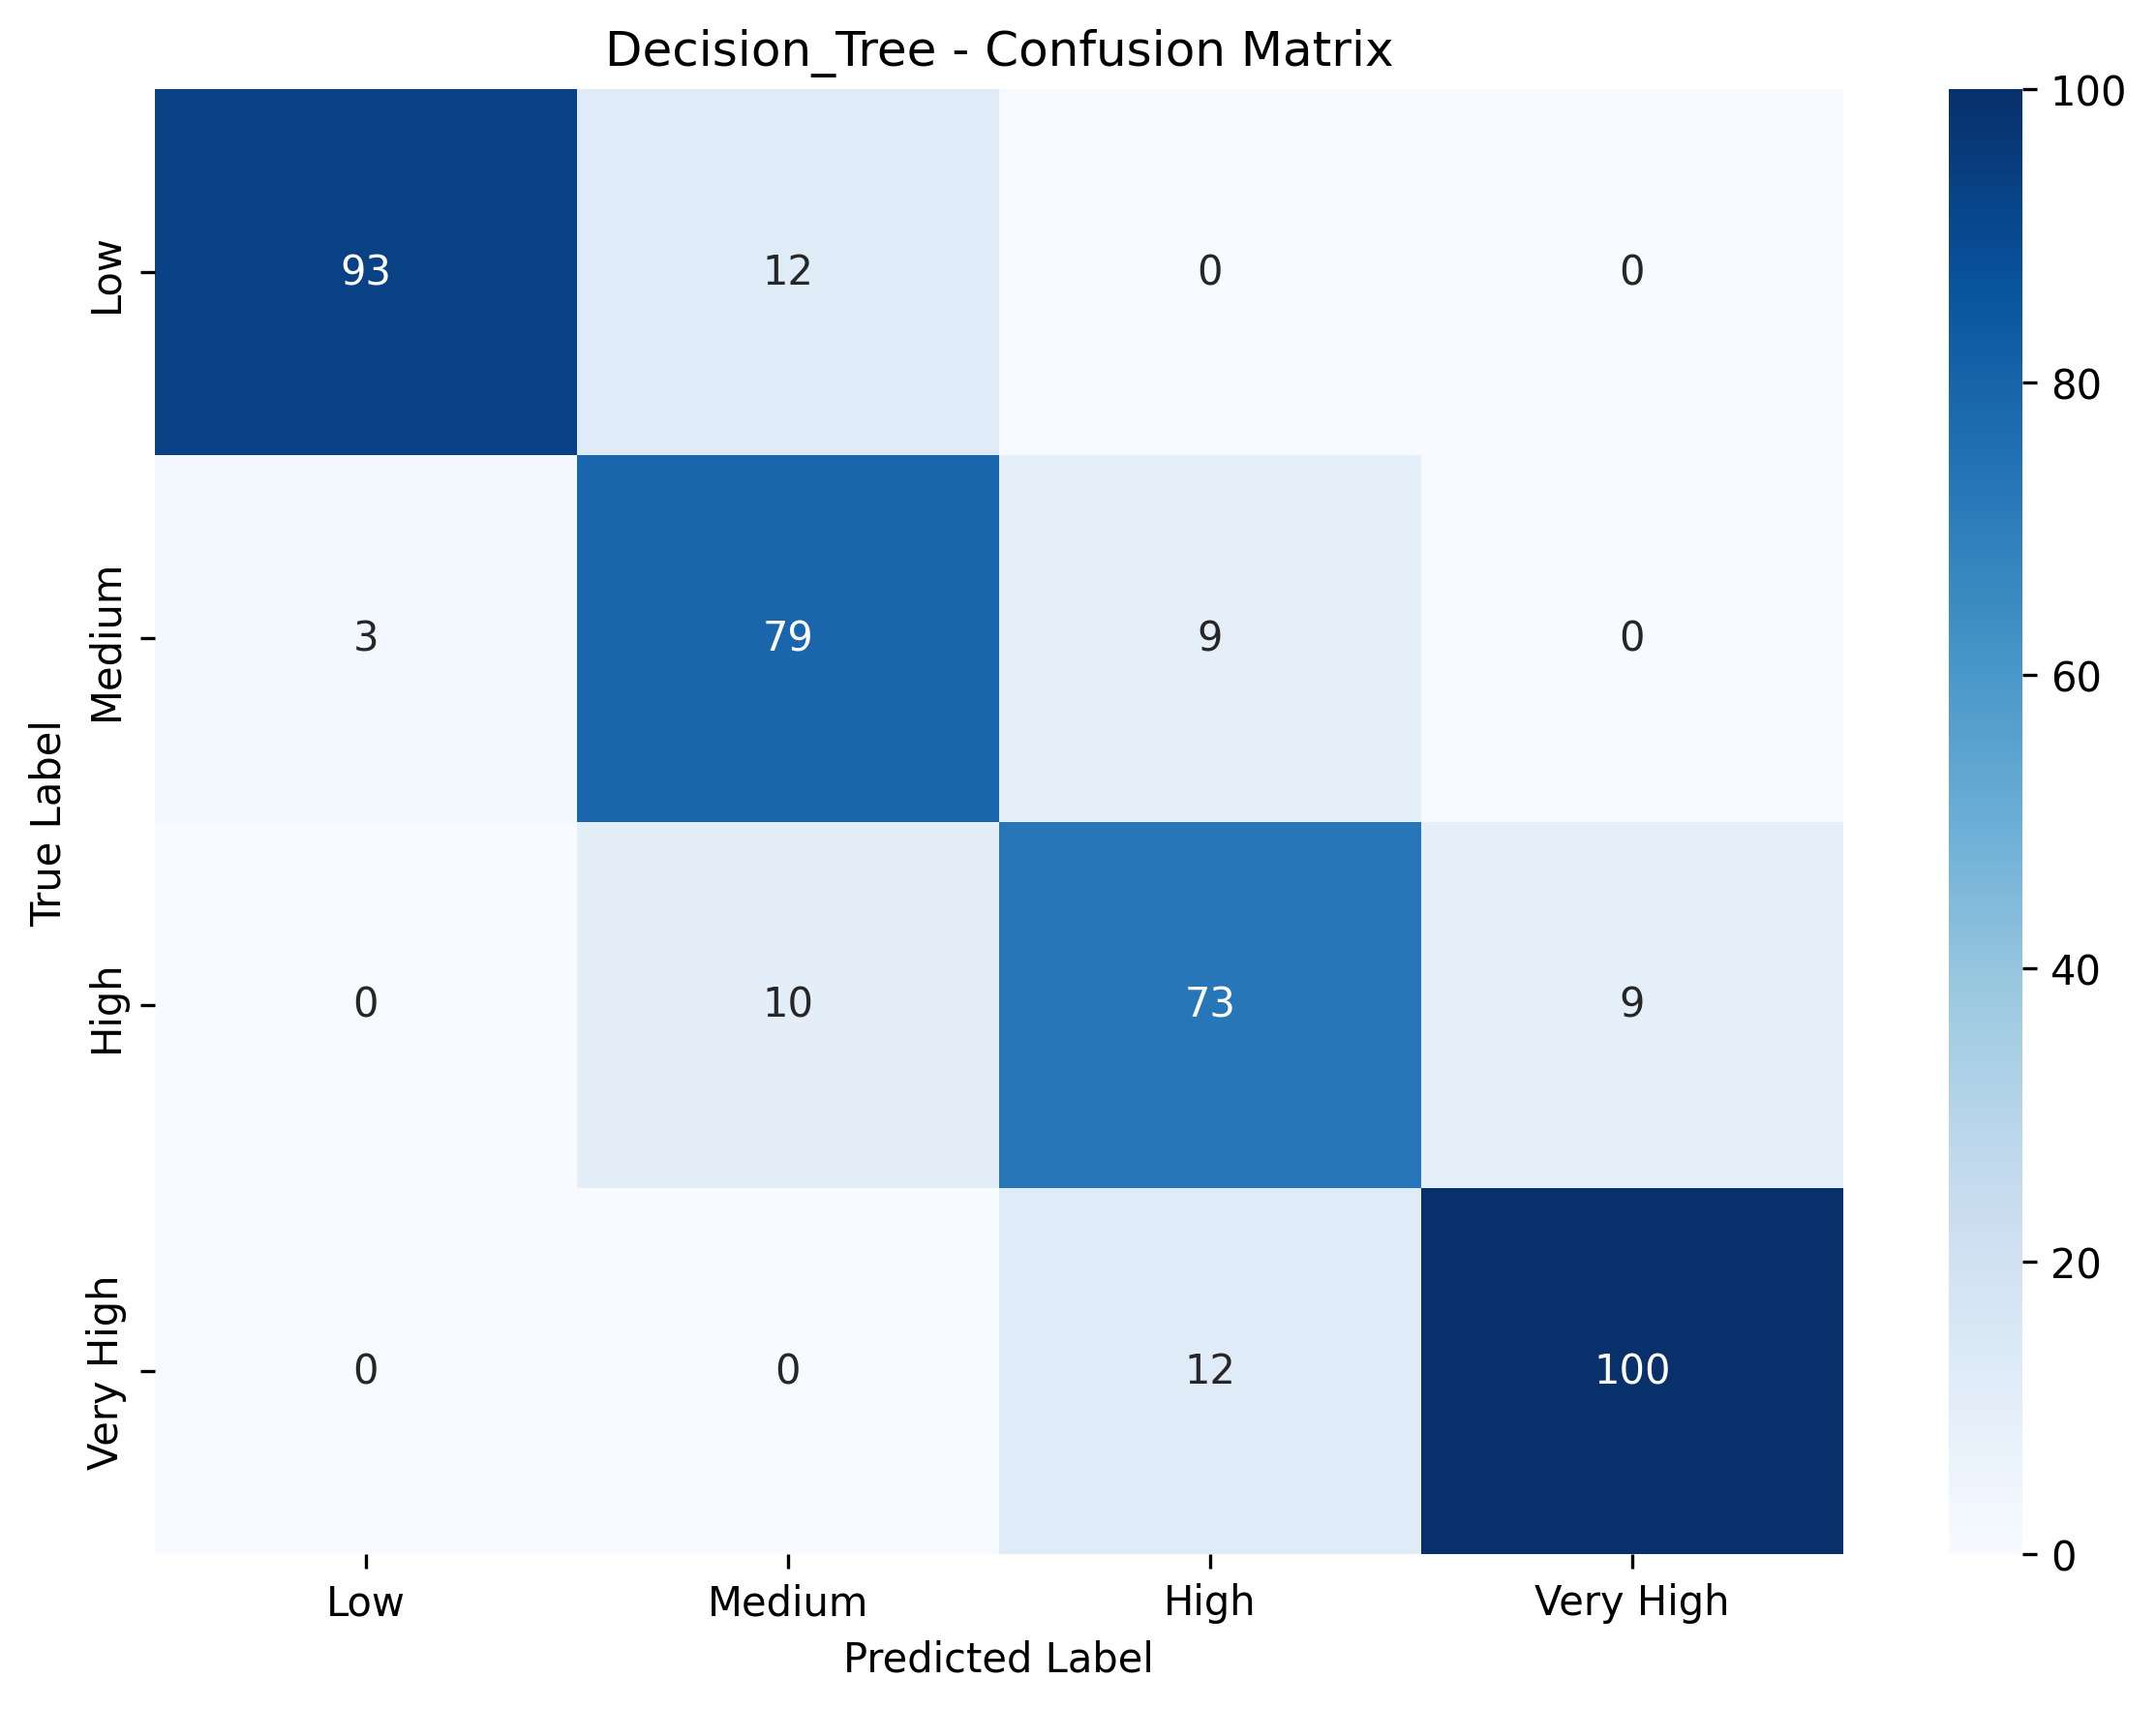 Decision_Tree - Confusion Matrix
True Label
Low
93 12 0 0
Medium
3 79 9 0
High
0 10 73 9
Very High
0 0 12 100
Low Medium High Very High
Predicted Label
100
80
60
40
20
0